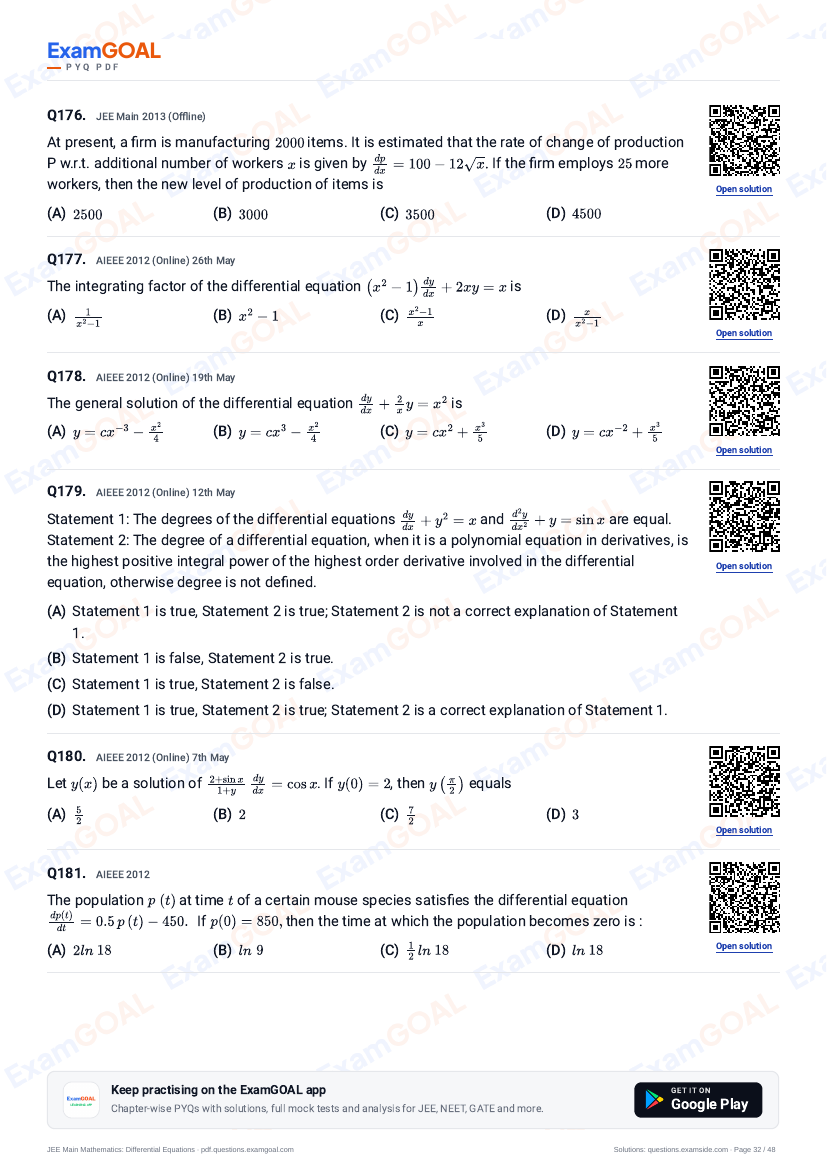 ExamGOAL
PYQ PDF
Q176. JEE Main 2013 (Offline)
At present, a firm is manufacturing 2000 items. It is estimated that the rate of change of production
P w.r.t. additional number of workers x is given by dp/dx = 100 − 12√x. If the firm employs 25 more
workers, then the new level of production of items is
(A) 2500 (B) 3000 (C) 3500 (D) 4500
Open solution
Q177. AIEEE 2012 (Online) 26th May
The integrating factor of the differential equation (x² − 1) dy/dx + 2xy = x is
(A) 1/(x²−1) (B) x² − 1 (C) (x²−1)/x (D) x/(x²−1)
Open solution
Q178. AIEEE 2012 (Online) 19th May
The general solution of the differential equation dy/dx + 2/x y = x² is
(A) y = cx⁻³ − x²/4 (B) y = cx³ − x²/4 (C) y = cx² + x³/5 (D) y = cx⁻² + x³/5
Open solution
Q179. AIEEE 2012 (Online) 12th May
Statement 1: The degrees of the differential equations dy/dx + y² = x and d²y/dx² + y = sin x are equal.
Statement 2: The degree of a differential equation, when it is a polynomial equation in derivatives, is
the highest positive integral power of the highest order derivative involved in the differential
equation, otherwise degree is not defined.
Open solution
(A) Statement 1 is true, Statement 2 is true; Statement 2 is not a correct explanation of Statement
1.
(B) Statement 1 is false, Statement 2 is true.
(C) Statement 1 is true, Statement 2 is false.
(D) Statement 1 is true, Statement 2 is true; Statement 2 is a correct explanation of Statement 1.
Q180. AIEEE 2012 (Online) 7th May
Let y(x) be a solution of (2+sin x)/(1+y) dy/dx = cos x. If y(0) = 2, then y(π/2) equals
(A) 5/2 (B) 2 (C) 7/2 (D) 3
Open solution
Q181. AIEEE 2012
The population p (t) at time t of a certain mouse species satisfies the differential equation
dp(t)/dt = 0.5 p (t) − 450. If p(0) = 850, then the time at which the population becomes zero is :
(A) 2ln 18 (B) ln 9 (C) 1/2 ln 18 (D) ln 18
Open solution
ExamGOAL
Keep practising on the ExamGOAL app
Chapter-wise PYQs with solutions, full mock tests and analysis for JEE, NEET, GATE and more.
GET IT ON
Google Play
JEE Main Mathematics: Differential Equations · pdf.questions.examgoal.com
Solutions: questions.examside.com · Page 32 / 48